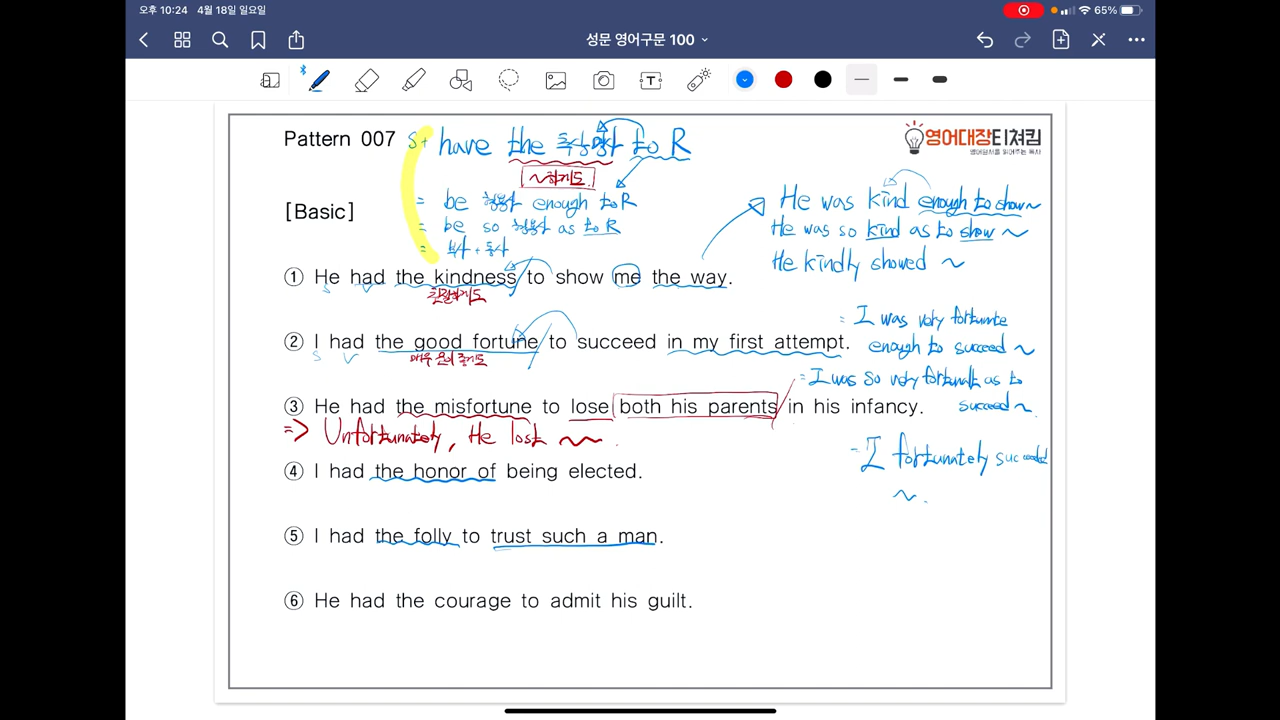 오후 10:24 4월 18일 일요일
65%
성문 영어구문 100
Pattern 007 S+ have the 추상명사 to R
영어대장티쳐킴
~하게도
= be 형용사 enough to R
[Basic]
= be so 형용사 as to R
= 부사 + 동사
He was kind enough to show ~
He was so kind as to show ~
He kindly showed ~
① He had the kindness to show me the way.
S V
친절하게도
② I had the good fortune to succeed in my first attempt.
S V
매우 운이 좋게도
= I was very fortunate
enough to succeed ~
= I was so very fortunate as to
succeed ~.
③ He had the misfortune to lose both his parents in his infancy.
=> Unfortunately, He lost ~~.
= I fortunately succeeded
~.
④ I had the honor of being elected.
⑤ I had the folly to trust such a man.
⑥ He had the courage to admit his guilt.